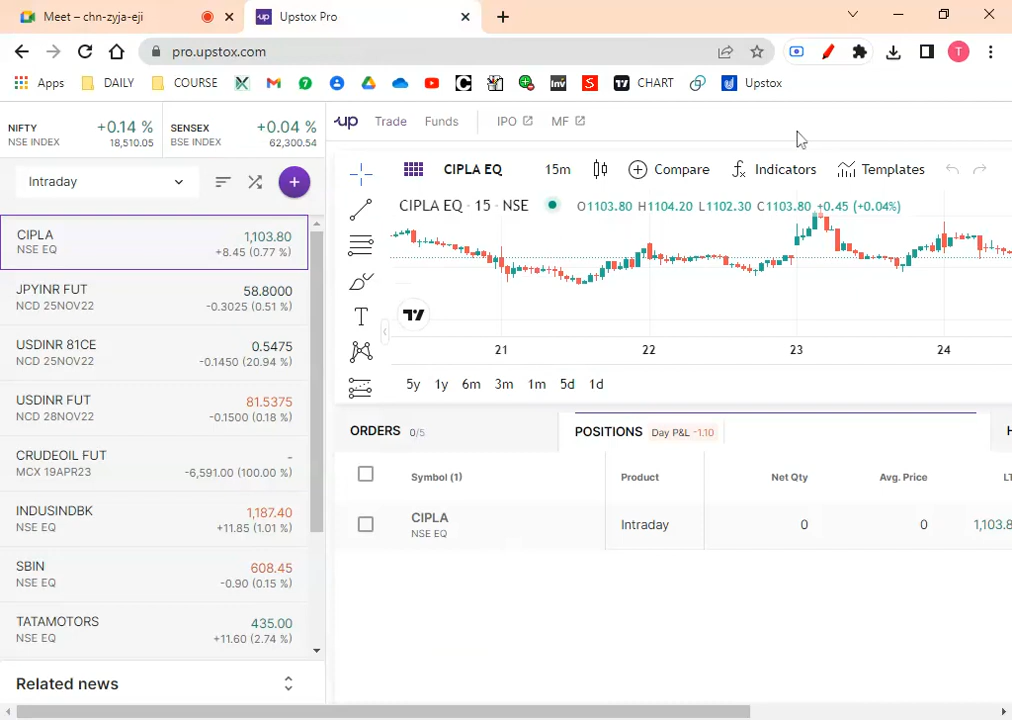 Meet – chn-zyja-eji
Upstox Pro
pro.upstox.com
T
Apps
DAILY
COURSE
CHART
Upstox
NIFTY
NSE INDEX
+0.14 %
18,510.05
SENSEX
BSE INDEX
+0.04 %
62,300.54
up
Trade
Funds
IPO
MF
Intraday
CIPLA EQ
15m
Compare
Indicators
Templates
CIPLA EQ · 15 · NSE
O1103.80 H1104.20 L1102.30 C1103.80 +0.45 (+0.04%)
CIPLA
NSE EQ
1,103.80
+8.45 (0.77 %)
JPYINR FUT
NCD 25NOV22
58.8000
-0.3025 (0.51 %)
USDINR 81CE
NCD 25NOV22
0.5475
-0.1450 (20.94 %)
USDINR FUT
NCD 28NOV22
81.5375
-0.1500 (0.18 %)
CRUDEOIL FUT
MCX 19APR23
-
-6,591.00 (100.00 %)
INDUSINDBK
NSE EQ
1,187.40
+11.85 (1.01 %)
SBIN
NSE EQ
608.45
-0.90 (0.15 %)
TATAMOTORS
NSE EQ
435.00
+11.60 (2.74 %)
Related news
21 22 23 24
5y 1y 6m 3m 1m 5d 1d
ORDERS 0/5
POSITIONS Day P&L -1.10
H
Symbol (1) Product Net Qty Avg. Price LT
CIPLA
NSE EQ
Intraday 0 0 1,103.8